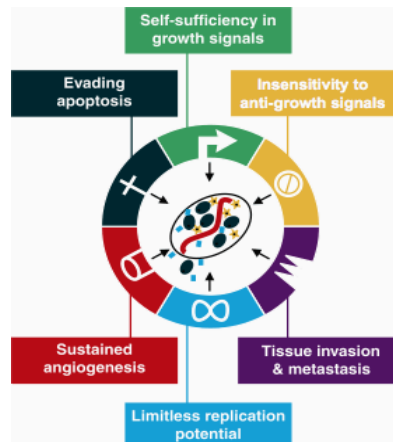 Self-sufficiency in
growth signals
Evading
apoptosis
Insensitivity to
anti-growth signals
Sustained
angiogenesis
Tissue invasion
& metastasis
Limitless replication
potential